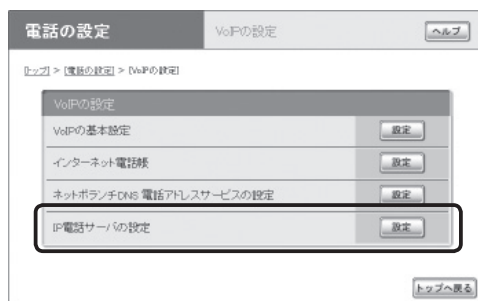 電話の設定 VoIPの設定 ヘルプ
[トップ] > [電話の設定] > [VoIPの設定]
VoIPの設定
VoIPの基本設定 設定
インターネット電話帳 設定
ネットボランチDNS 電話アドレスサービスの設定 設定
IP電話サーバの設定 設定
トップへ戻る